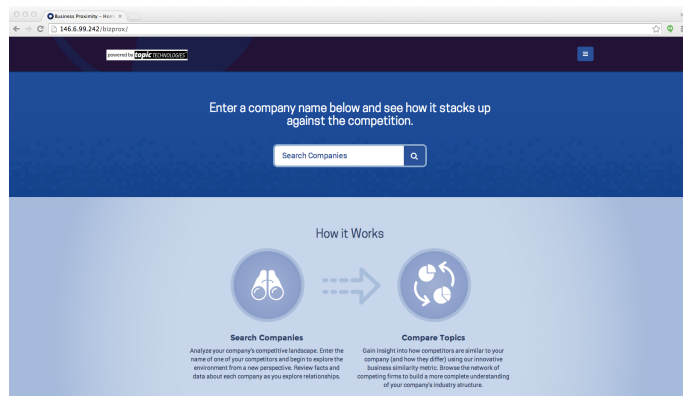 Business Proximity - Hom
146.6.99.242/bizprox/
powered by topic TECHNOLOGIES
Enter a company name below and see how it stacks up
against the competition.
Search Companies
How it Works
Search Companies
Analyze your company's competitive landscape. Enter the
name of one of your competitors and begin to explore the
environment from a new perspective. Review facts and
data about each company as you explore relationships.
Compare Topics
Gain insight into how competitors are similar to your
company (and how they differ) using our innovative
business similarity metric. Browse the network of
competing firms to build a more complete understanding
of your company's industry structure.